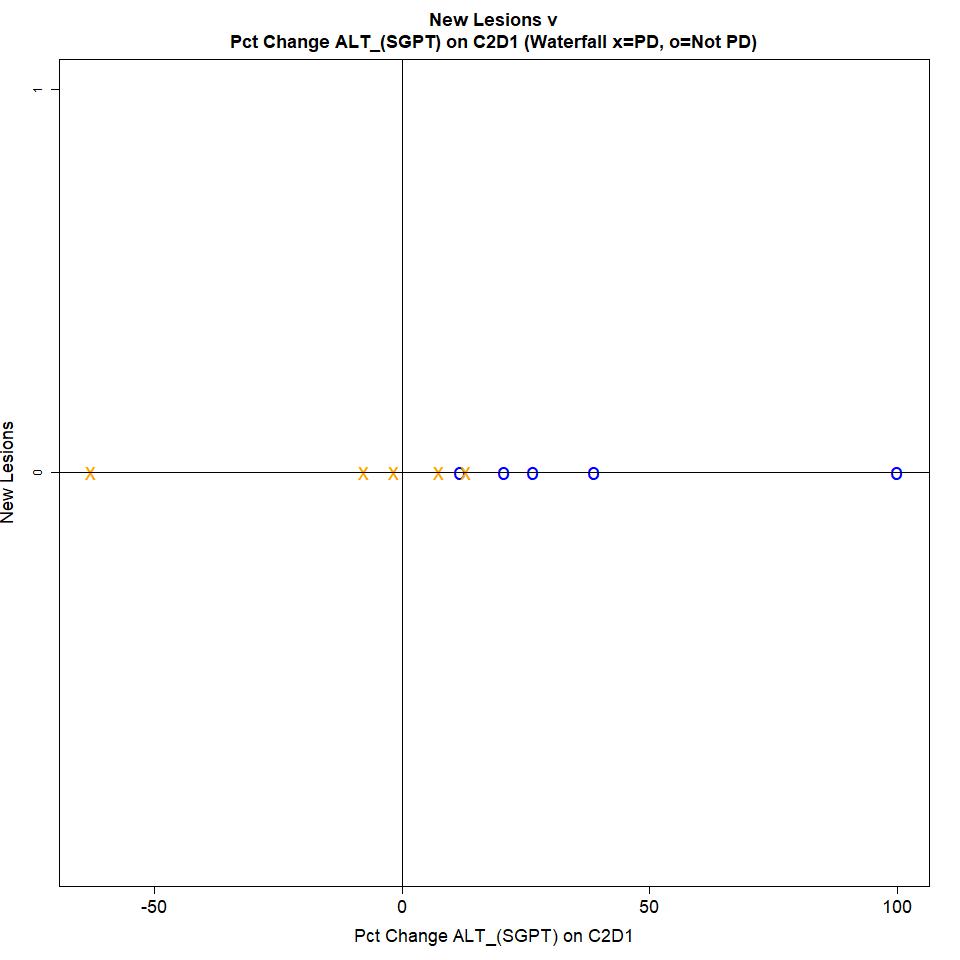 New Lesions v
Pct Change ALT_(SGPT) on C2D1 (Waterfall x=PD, o=Not PD)
1
0
New Lesions
x x x x o x o o o o
-50 0 50 100
Pct Change ALT_(SGPT) on C2D1